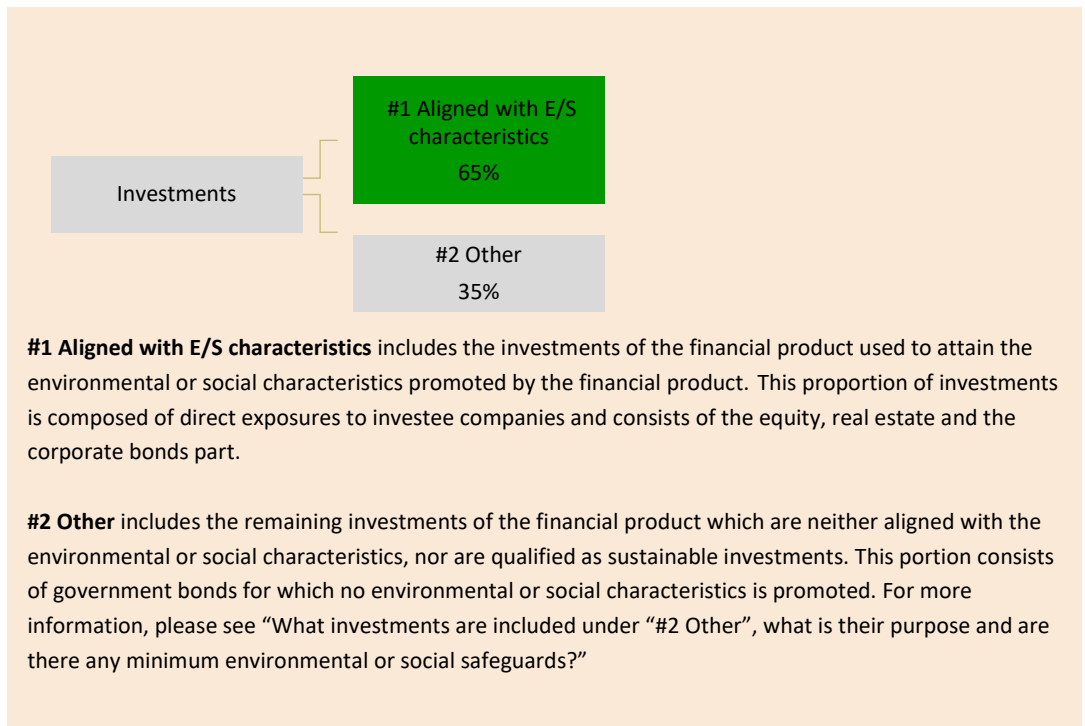 #1 Aligned with E/S
characteristics
65%
Investments
#2 Other
35%
#1 Aligned with E/S characteristics includes the investments of the financial product used to attain the
environmental or social characteristics promoted by the financial product. This proportion of investments
is composed of direct exposures to investee companies and consists of the equity, real estate and the
corporate bonds part.
#2 Other includes the remaining investments of the financial product which are neither aligned with the
environmental or social characteristics, nor are qualified as sustainable investments. This portion consists
of government bonds for which no environmental or social characteristics is promoted. For more
information, please see “What investments are included under “#2 Other”, what is their purpose and are
there any minimum environmental or social safeguards?”